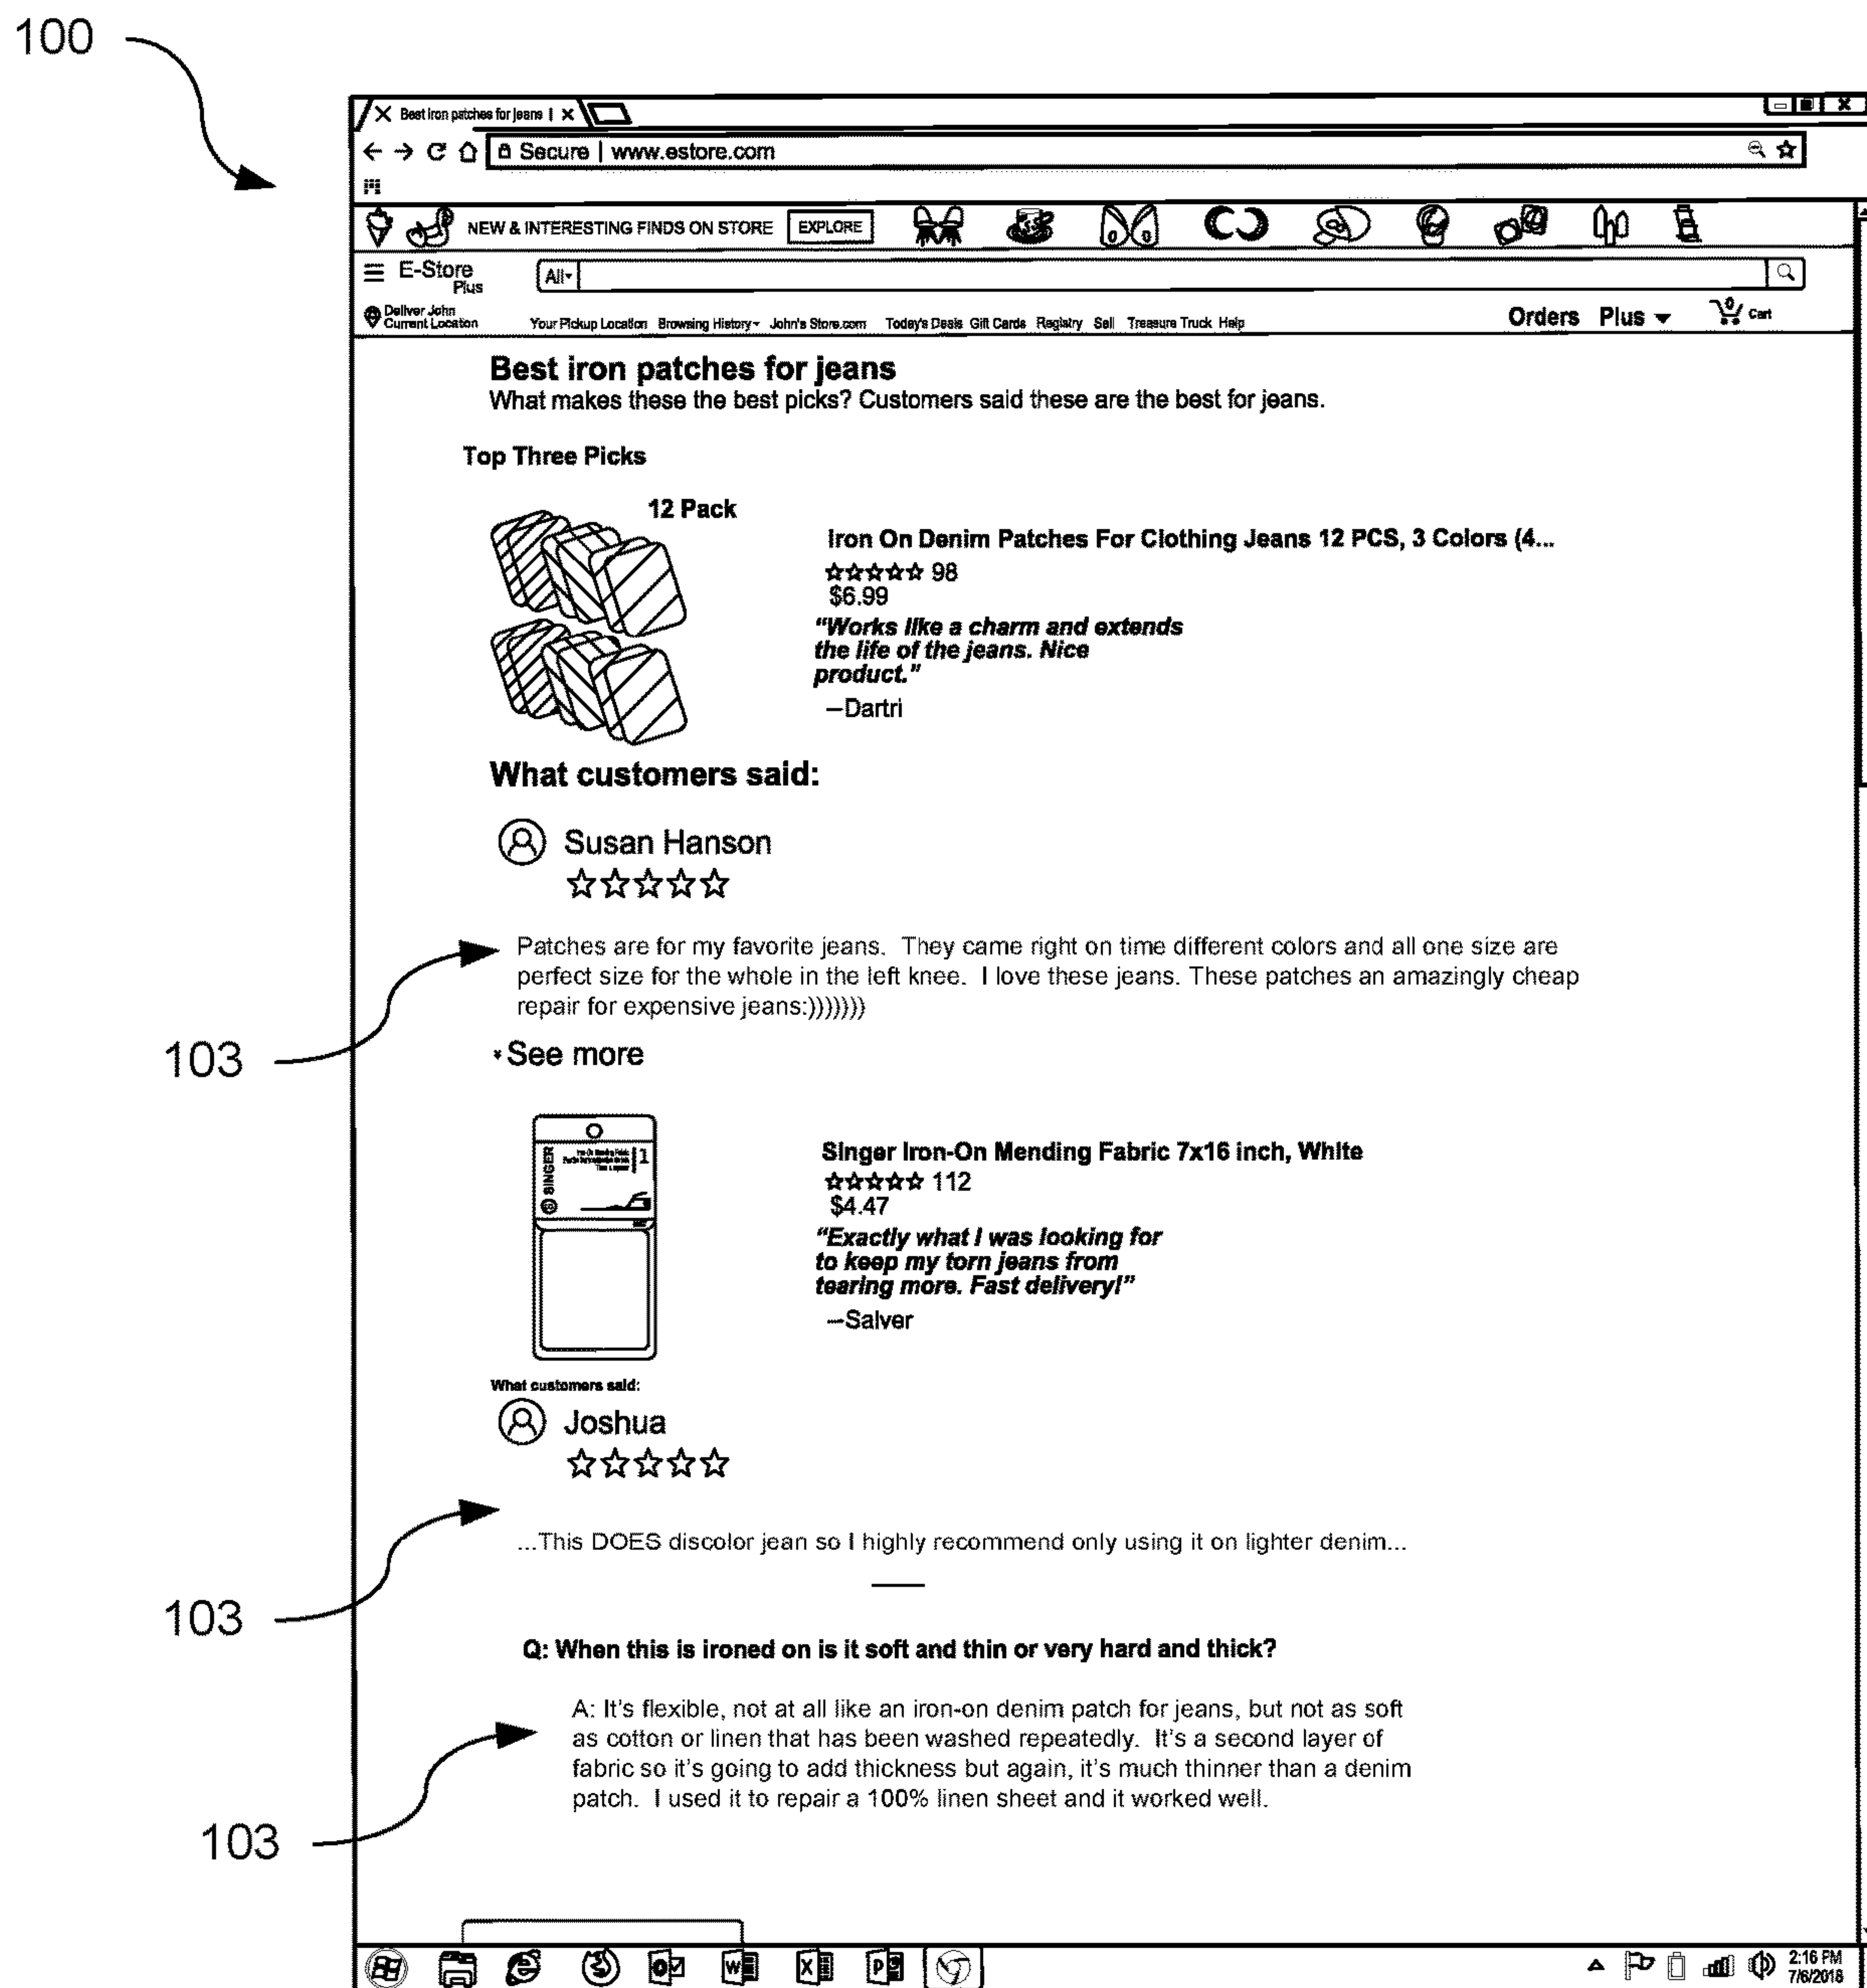 100
Best iron patches for jeans |
Secure | www.estore.com
NEW & INTERESTING FINDS ON STORE EXPLORE
E-Store
Plus
All
Deliver John
Current Location
Your Pickup Location Browsing History John's Store.com Today's Deals Gift Cards Registry Sell Treasure Truck Help
Orders Plus 0 Cart
Best iron patches for jeans
What makes these the best picks? Customers said these are the best for jeans.
Top Three Picks
12 Pack
Iron On Denim Patches For Clothing Jeans 12 PCS, 3 Colors (4...
98
$6.99
“Works like a charm and extends
the life of the jeans. Nice
product.”
—Dartri
What customers said:
Susan Hanson
Patches are for my favorite jeans. They came right on time different colors and all one size are
perfect size for the whole in the left knee. I love these jeans. These patches an amazingly cheap
repair for expensive jeans:)))))))
103
See more
SINGER
1
Singer Iron-On Mending Fabric 7x16 inch, White
112
$4.47
“Exactly what I was looking for
to keep my torn jeans from
tearing more. Fast delivery!”
—Salver
What customers said:
Joshua
...This DOES discolor jean so I highly recommend only using it on lighter denim...
103
Q: When this is ironed on is it soft and thin or very hard and thick?
A: It's flexible, not at all like an iron-on denim patch for jeans, but not as soft
as cotton or linen that has been washed repeatedly. It's a second layer of
fabric so it's going to add thickness but again, it's much thinner than a denim
patch. I used it to repair a 100% linen sheet and it worked well.
103
2:16 PM
7/6/2018